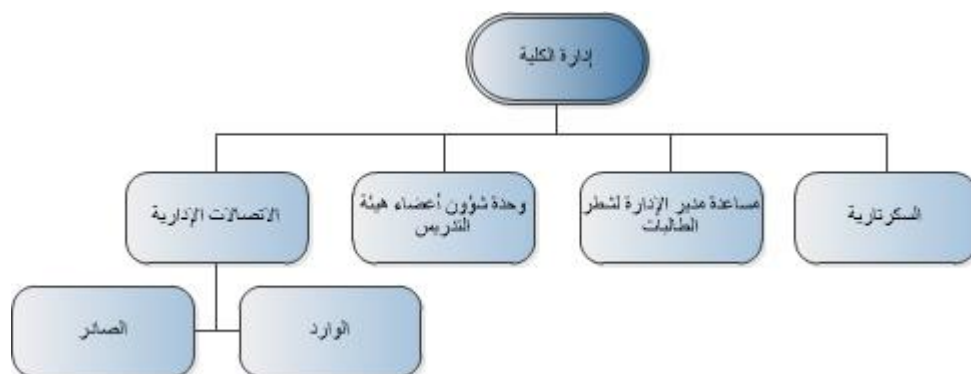 إدارة الكلية
السكرتارية
مساعدة مدير الإدارة لشطر
الطالبات
وحدة شؤون أعضاء هيئة
التدريس
الاتصالات الإدارية
الوارد
الصادر